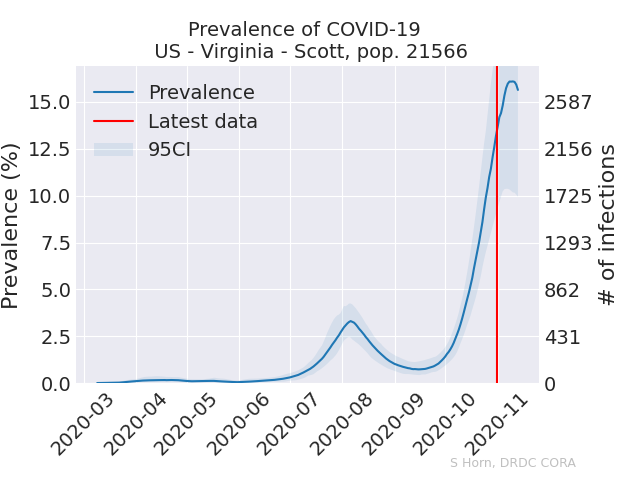 Prevalence of COVID-19
US - Virginia - Scott, pop. 21566
Prevalence
Latest data
95CI
Prevalence (%)
15.0
12.5
10.0
7.5
5.0
2.5
0.0
2587
2156
1725
1293
862
431
0
# of infections
2020-03
2020-04
2020-05
2020-06
2020-07
2020-08
2020-09
2020-10
2020-11
S Horn, DRDC CORA